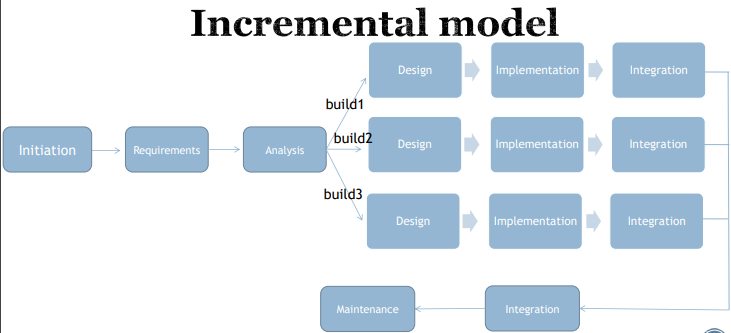 Incremental model
Design
Implementation
Integration
build1
build2
Initiation
Requirements
Analysis
Design
Implementation
Integration
build3
Design
Implementation
Integration
Maintenance
Integration